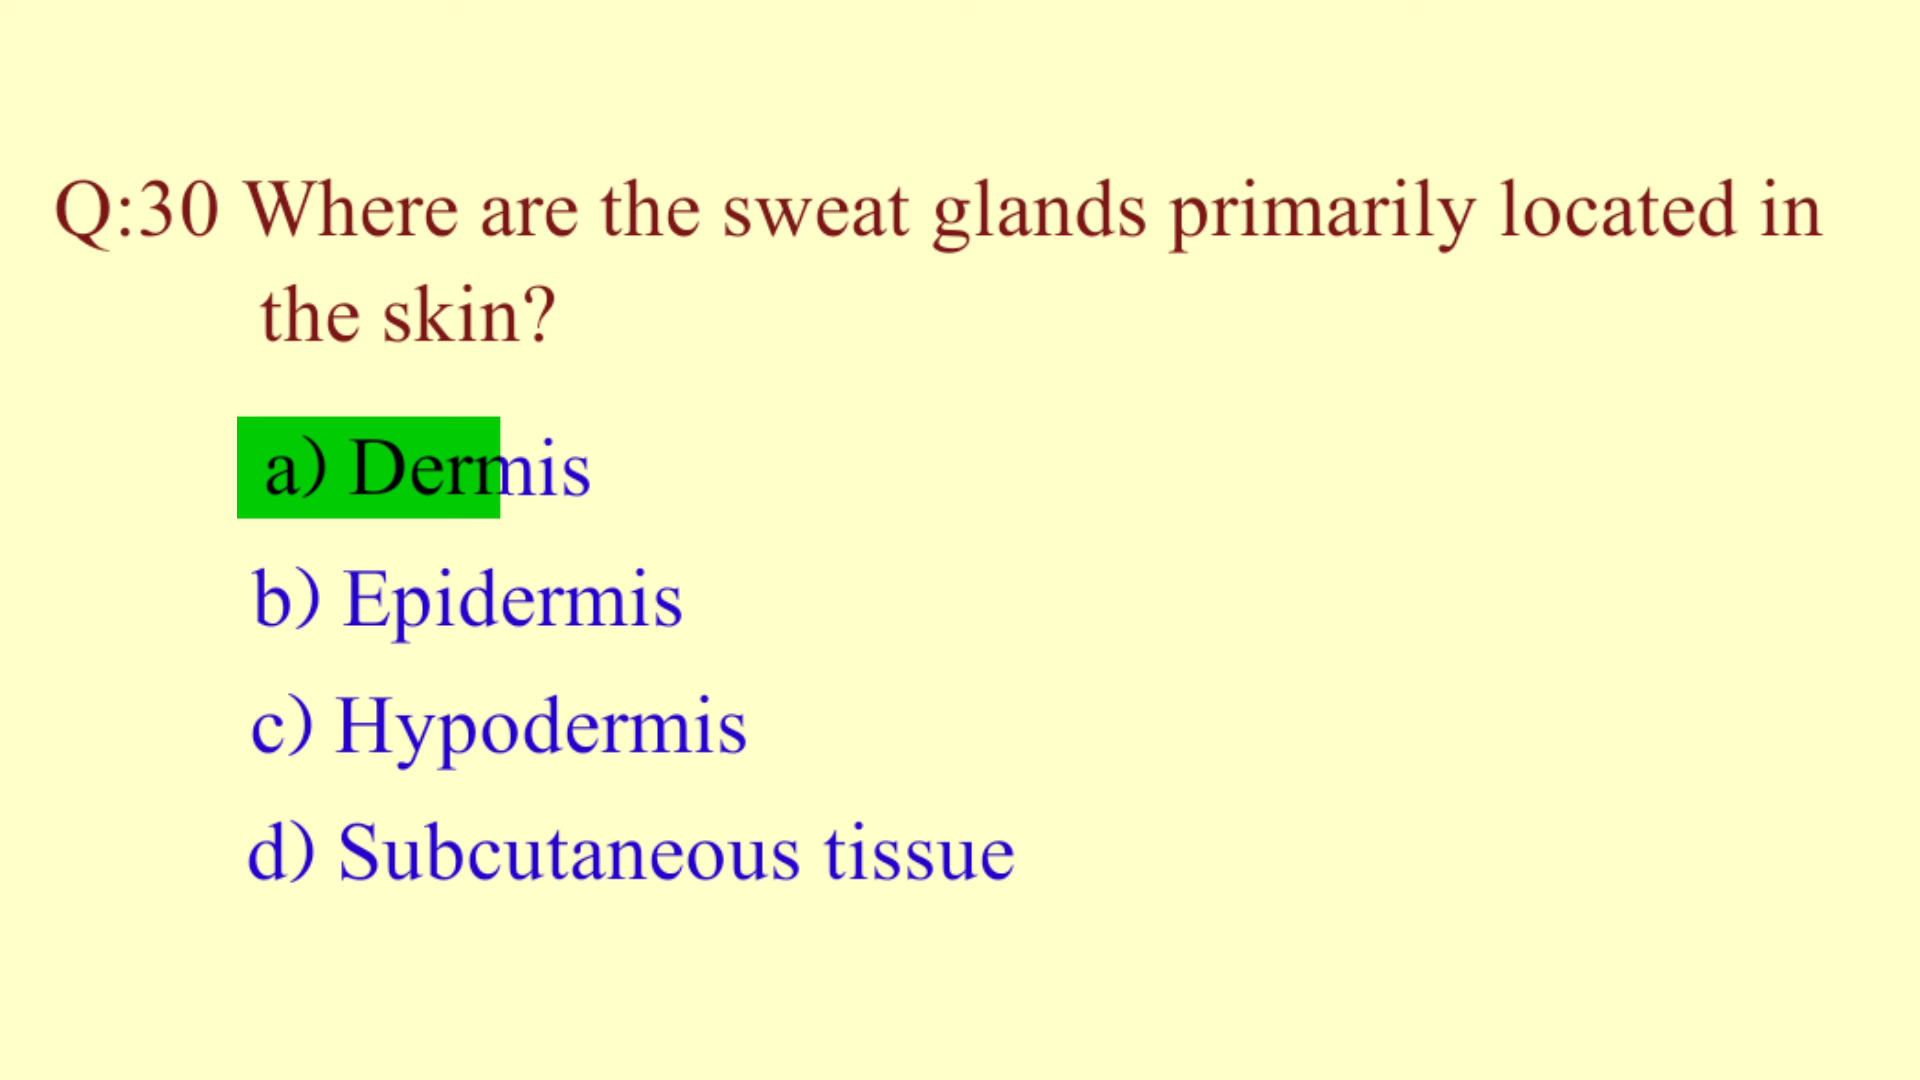 Q:30 Where are the sweat glands primarily located in
the skin?
a) Dermis
b) Epidermis
c) Hypodermis
d) Subcutaneous tissue